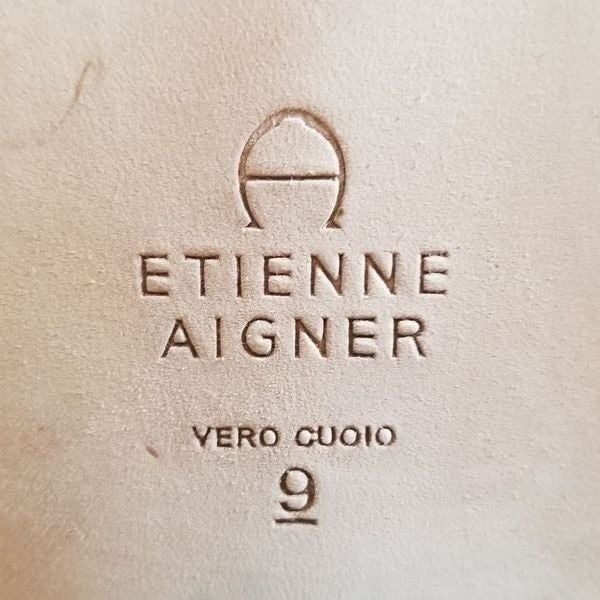 ETIENNE
AIGNER
VERO CUOIO
9